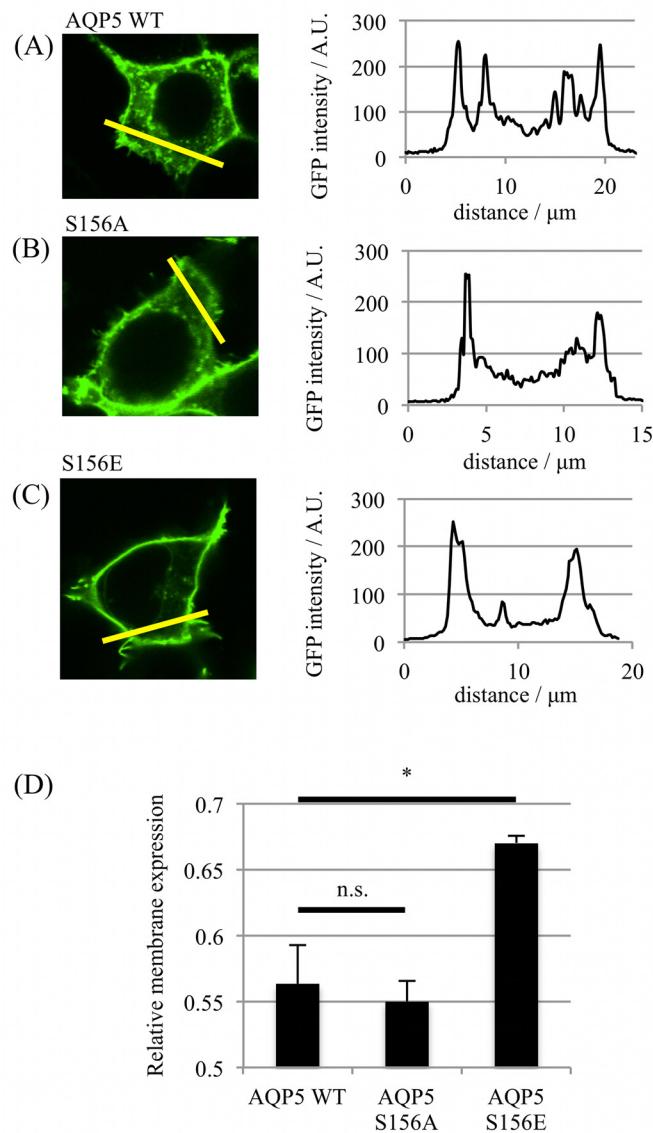 AQP5 WT
(A)
GFP intensity / A.U.
300
200
100
0
0 10 20
distance / μm
S156A
(B)
GFP intensity / A.U.
300
200
100
0
0 5 10 15
distance / μm
S156E
(C)
GFP intensity / A.U.
300
200
100
0
0 10 20
distance / μm
(D)
Relative membrane expression
*
n.s.
0.7
0.65
0.6
0.55
0.5
AQP5 WT AQP5 AQP5
S156A S156E